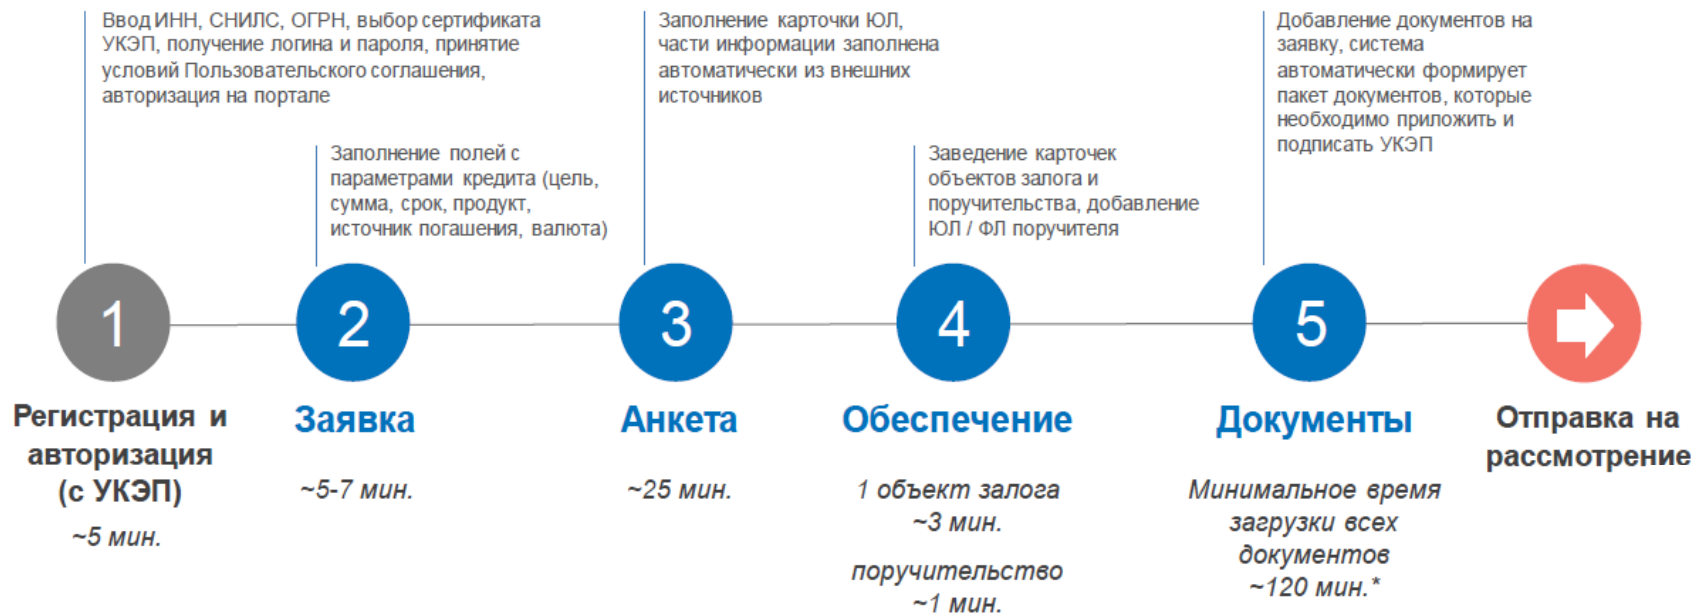 Ввод ИНН, СНИЛС, ОГРН, выбор сертификата
УКЭП, получение логина и пароля, принятие
условий Пользовательского соглашения,
авторизация на портале
Заполнение полей с
параметрами кредита (цель,
сумма, срок, продукт,
источник погашения, валюта)
Заполнение карточки ЮЛ,
части информации заполнена
автоматически из внешних
источников
Заведение карточек
объектов залога и
поручительства, добавление
ЮЛ / ФЛ поручителя
Добавление документов на
заявку, система
автоматически формирует
пакет документов, которые
необходимо приложить и
подписать УКЭП
1
2
3
4
5
Регистрация и
авторизация
(с УКЭП)
~5 мин.
Заявка
~5-7 мин.
Анкета
~25 мин.
Обеспечение
1 объект залога
~3 мин.
поручительство
~1 мин.
Документы
Минимальное время
загрузки всех
документов
~120 мин.*
Отправка на
рассмотрение